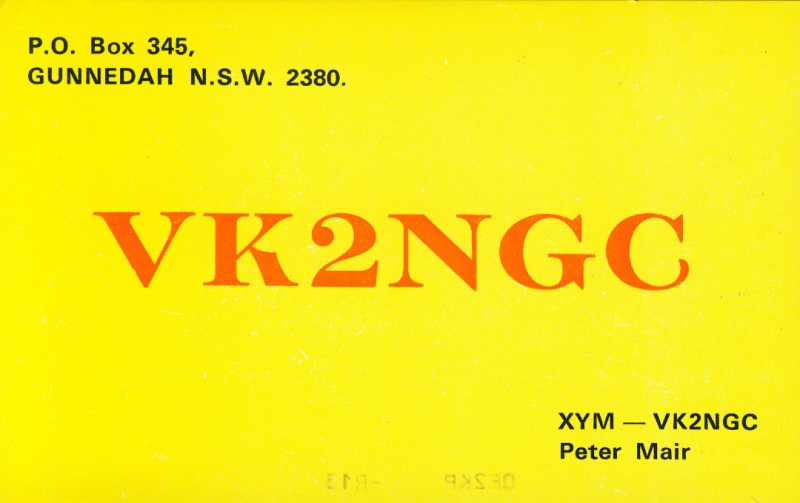 P.O. Box 345,
GUNNEDAH N.S.W. 2380.
VK2NGC
XYM — VK2NGC
Peter Mair